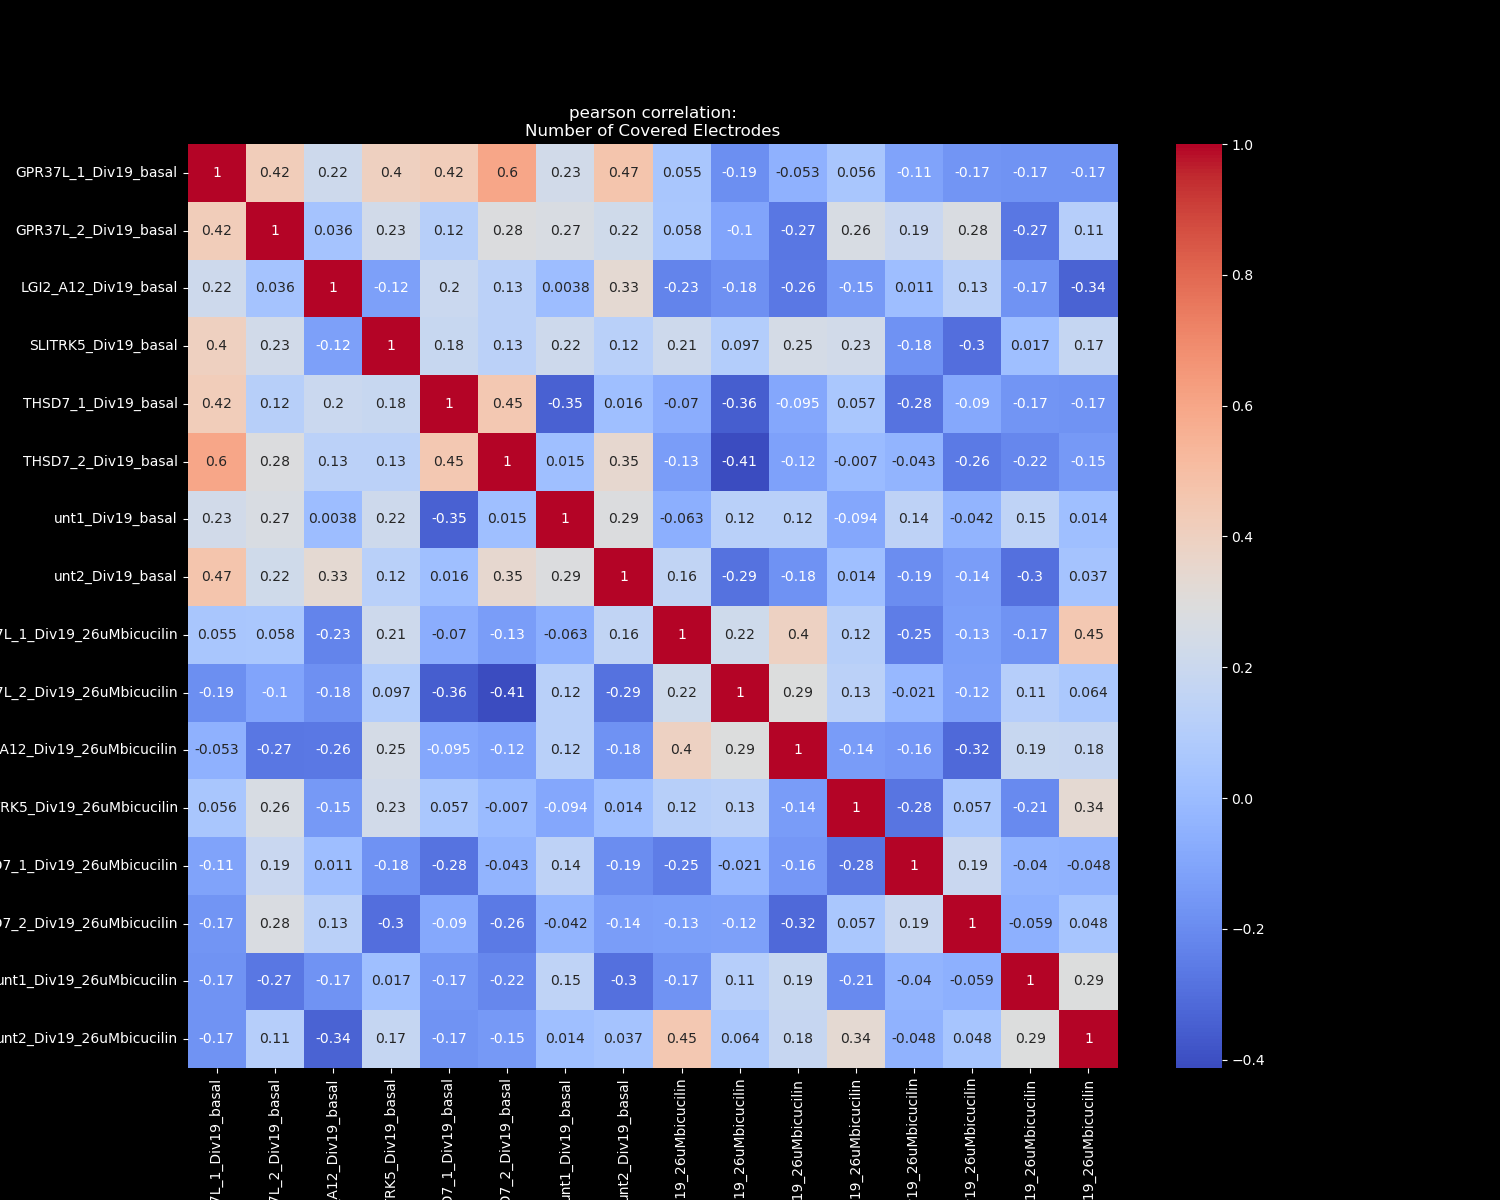 pearson correlation:
Number of Covered Electrodes
GPR37L_1_Div19_basal 1 0.42 0.22 0.4 0.42 0.6 0.23 0.47 0.055 -0.19 -0.053 0.056 -0.11 -0.17 -0.17 -0.17
GPR37L_2_Div19_basal 0.42 1 0.036 0.23 0.12 0.28 0.27 0.22 0.058 -0.1 -0.27 0.26 0.19 0.28 -0.27 0.11
LGI2_A12_Div19_basal 0.22 0.036 1 -0.12 0.2 0.13 0.0038 0.33 -0.23 -0.18 -0.26 -0.15 0.011 0.13 -0.17 -0.34
SLITRK5_Div19_basal 0.4 0.23 -0.12 1 0.18 0.13 0.22 0.12 0.21 0.097 0.25 0.23 -0.18 -0.3 0.017 0.17
THSD7_1_Div19_basal 0.42 0.12 0.2 0.18 1 0.45 -0.35 0.016 -0.07 -0.36 -0.095 0.057 -0.28 -0.09 -0.17 -0.17
THSD7_2_Div19_basal 0.6 0.28 0.13 0.13 0.45 1 0.015 0.35 -0.13 -0.41 -0.12 -0.007 -0.043 -0.26 -0.22 -0.15
unt1_Div19_basal 0.23 0.27 0.0038 0.22 -0.35 0.015 1 0.29 -0.063 0.12 0.12 -0.094 0.14 -0.042 0.15 0.014
unt2_Div19_basal 0.47 0.22 0.33 0.12 0.016 0.35 0.29 1 0.16 -0.29 -0.18 0.014 -0.19 -0.14 -0.3 0.037
7L_1_Div19_26uMbicucilin 0.055 0.058 -0.23 0.21 -0.07 -0.13 -0.063 0.16 1 0.22 0.4 0.12 -0.25 -0.13 -0.17 0.45
7L_2_Div19_26uMbicucilin -0.19 -0.1 -0.18 0.097 -0.36 -0.41 0.12 -0.29 0.22 1 0.29 0.13 -0.021 -0.12 0.11 0.064
A12_Div19_26uMbicucilin -0.053 -0.27 -0.26 0.25 -0.095 -0.12 0.12 -0.18 0.4 0.29 1 -0.14 -0.16 -0.32 0.19 0.18
RK5_Div19_26uMbicucilin 0.056 0.26 -0.15 0.23 0.057 -0.007 -0.094 0.014 0.12 0.13 -0.14 1 -0.28 0.057 -0.21 0.34
D7_1_Div19_26uMbicucilin -0.11 0.19 0.011 -0.18 -0.28 -0.043 0.14 -0.19 -0.25 -0.021 -0.16 -0.28 1 0.19 -0.04 -0.048
D7_2_Div19_26uMbicucilin -0.17 0.28 0.13 -0.3 -0.09 -0.26 -0.042 -0.14 -0.13 -0.12 -0.32 0.057 0.19 1 -0.059 0.048
unt1_Div19_26uMbicucilin -0.17 -0.27 -0.17 0.017 -0.17 -0.22 0.15 -0.3 -0.17 0.11 0.19 -0.21 -0.04 -0.059 1 0.29
unt2_Div19_26uMbicucilin -0.17 0.11 -0.34 0.17 -0.17 -0.15 0.014 0.037 0.45 0.064 0.18 0.34 -0.048 0.048 0.29 1
7L_1_Div19_basal
7L_2_Div19_basal
A12_Div19_basal
TRK5_Div19_basal
D7_1_Div19_basal
D7_2_Div19_basal
unt1_Div19_basal
unt2_Div19_basal
19_26uMbicucilin
19_26uMbicucilin
19_26uMbicucilin
19_26uMbicucilin
19_26uMbicucilin
19_26uMbicucilin
19_26uMbicucilin
19_26uMbicucilin
1.0
0.8
0.6
0.4
0.2
0.0
−0.2
−0.4